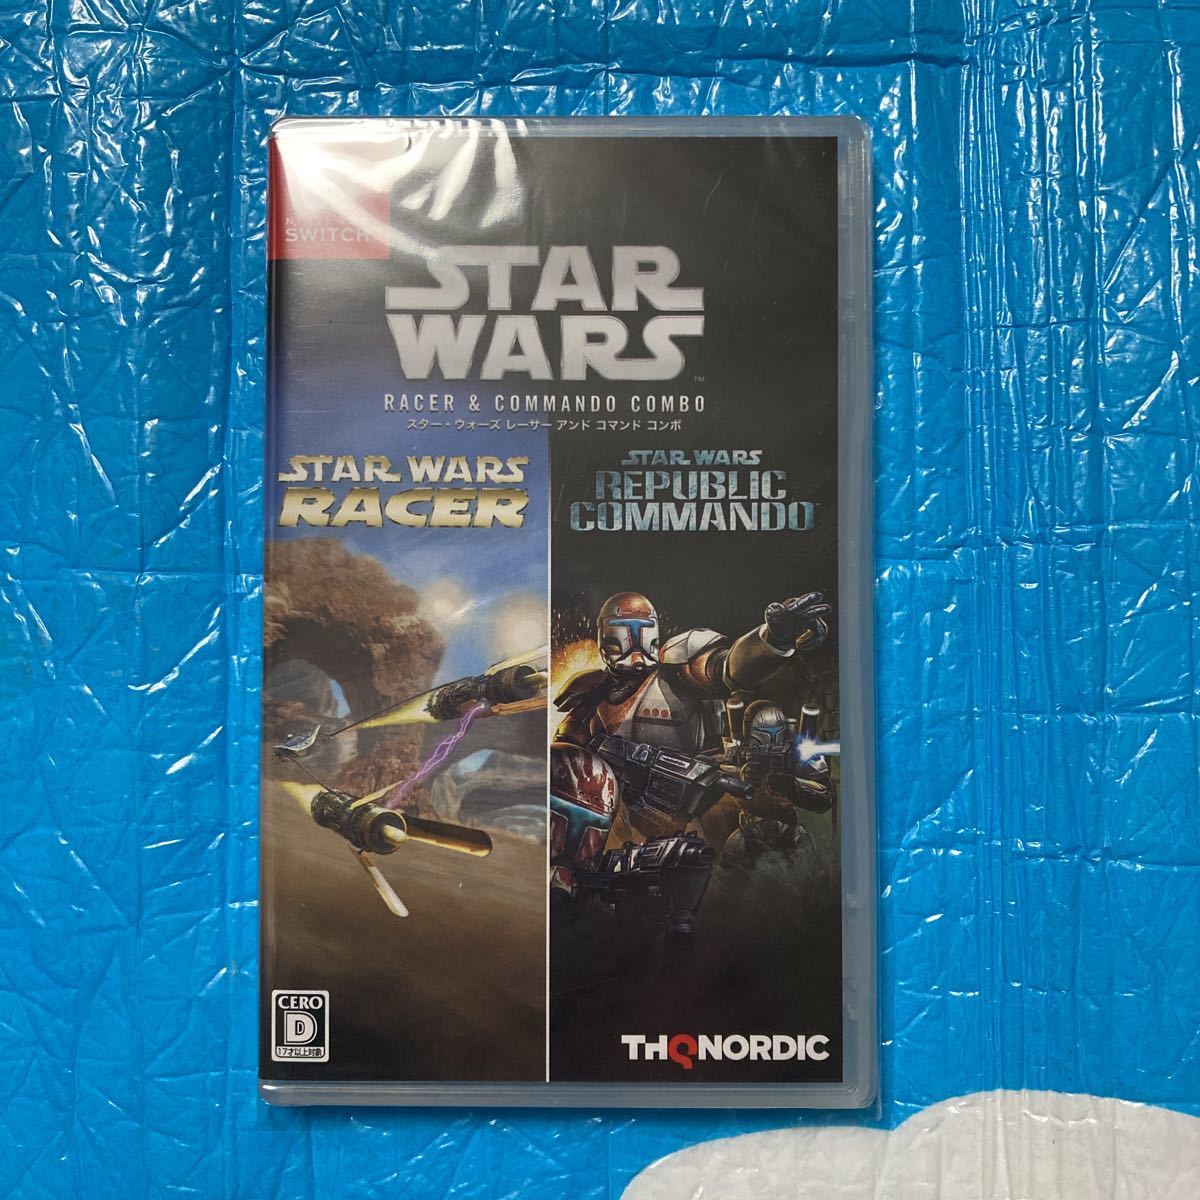 SWITCH
STAR
WARS
TM
RACER & COMMANDO COMBO
スター・ウォーズ レーサー アンド コマンド コンボ
STAR WARS
RACER
STAR WARS
REPUBLIC
COMMANDO
CERO
D
17才以上対象
THQNORDIC